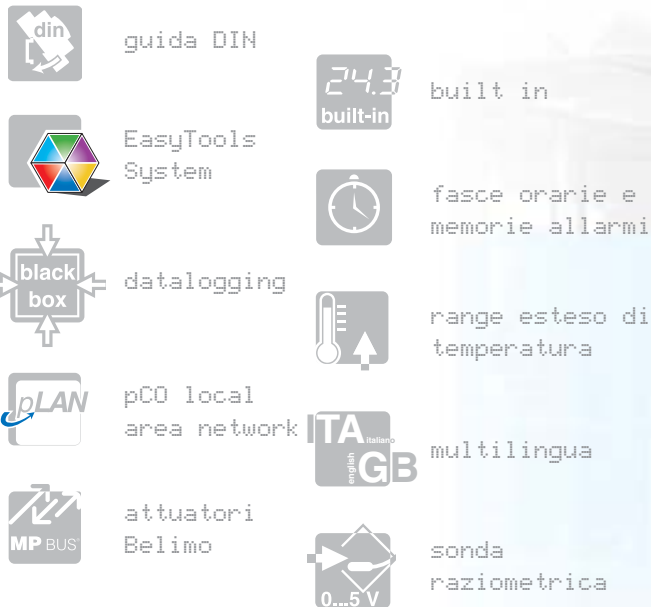 din
guida DIN
EasyTools
System
black
box
datalogging
pLAN
pCO local
area network
MP BUS
attuatori
Belimo
24.3
built-in
built in
fasce orarie e
memorie allarmi
range esteso di
temperatura
ITA
italiano
english
GB
multilingua
0...5 V
sonda
raziometrica